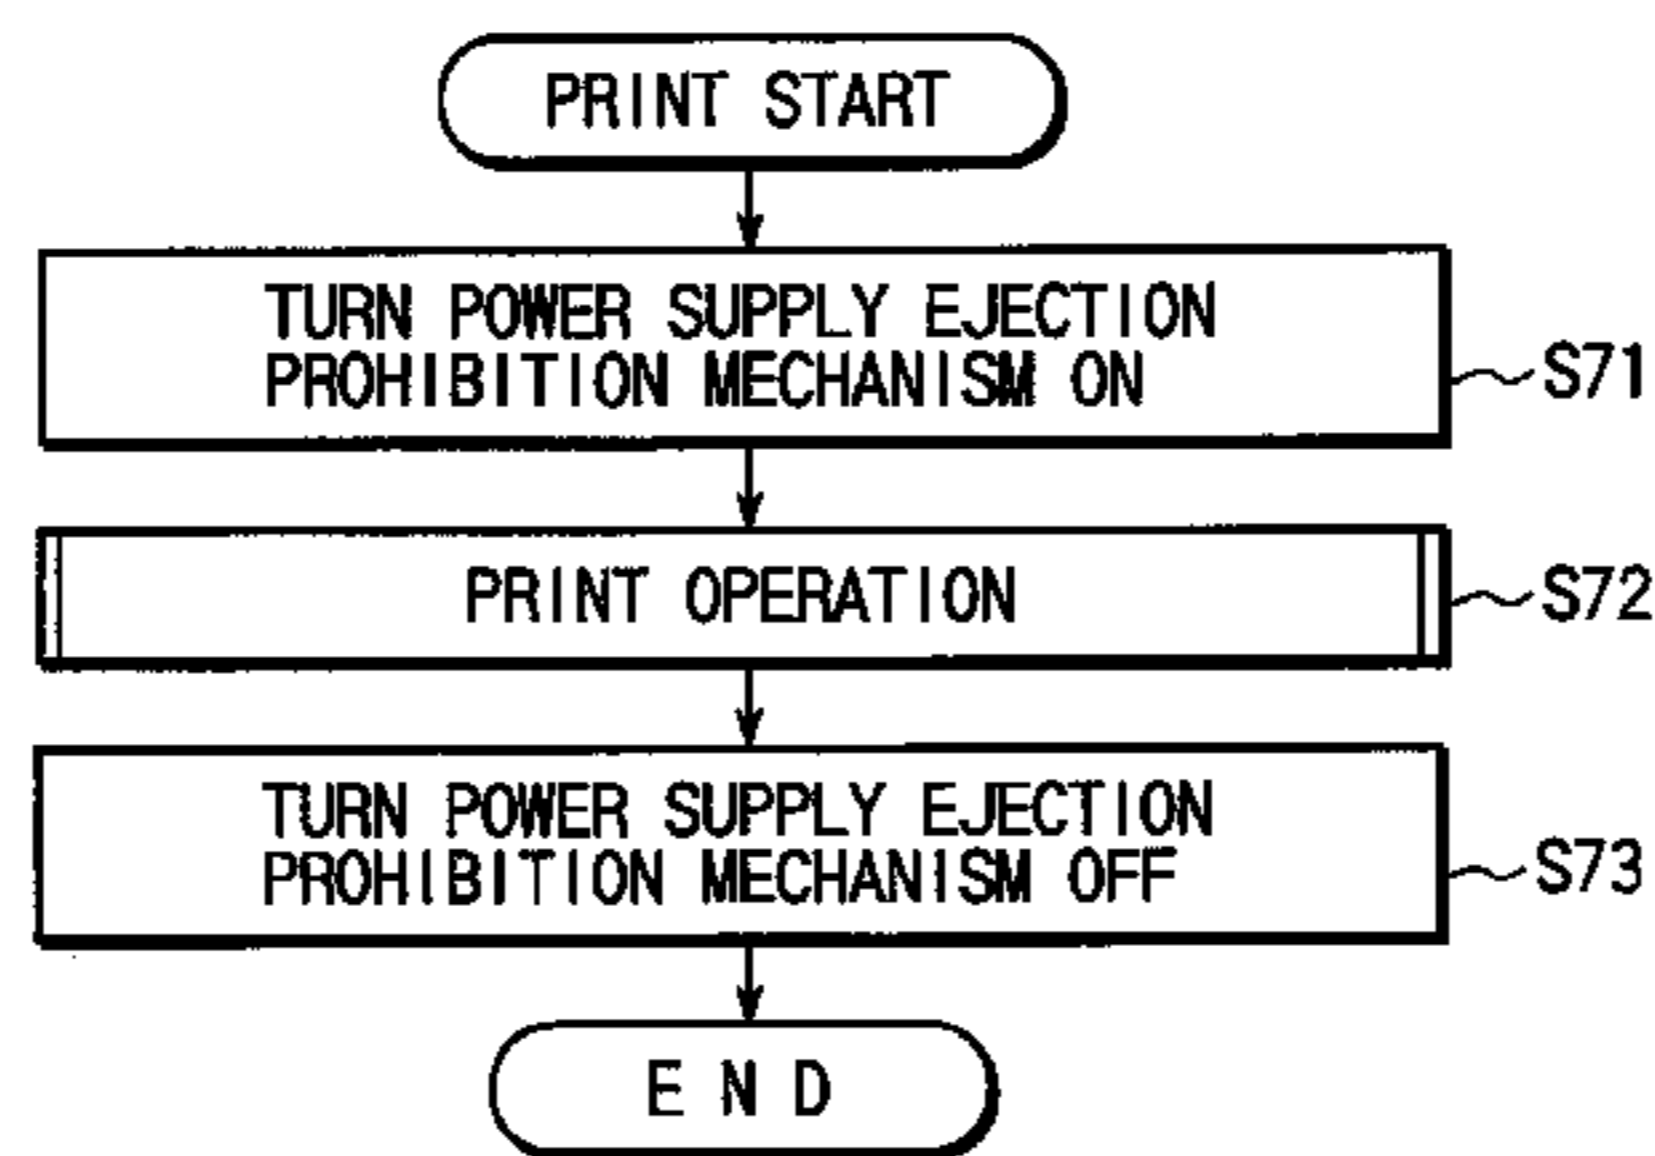 PRINT START
TURN POWER SUPPLY EJECTION
PROHIBITION MECHANISM ON
S71
PRINT OPERATION
S72
TURN POWER SUPPLY EJECTION
PROHIBITION MECHANISM OFF
S73
END